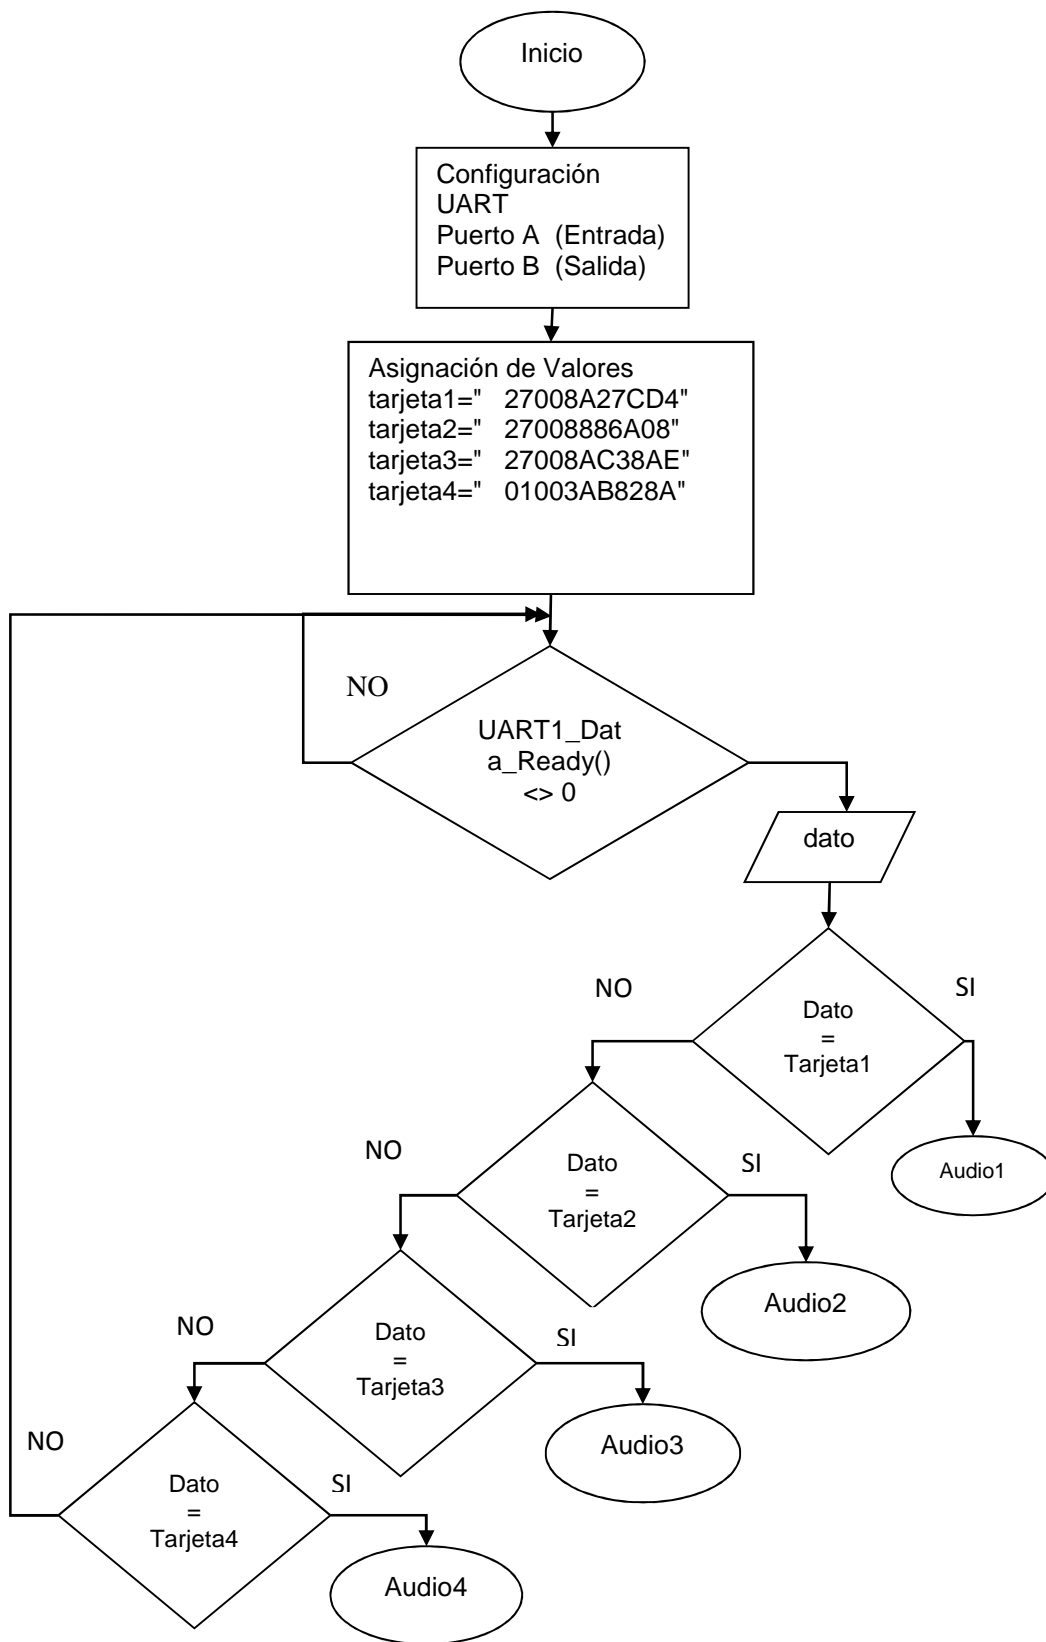 Inicio
Configuración
UART
Puerto A  (Entrada)
Puerto B  (Salida)
Asignación de Valores
tarjeta1="   27008A27CD4"
tarjeta2="   27008886A08"
tarjeta3="   27008AC38AE"
tarjeta4="   01003AB828A"
NO
UART1_Dat
a_Ready()
<> 0
dato
NO
SI
Dato
=
Tarjeta1
Audio1
NO
SI
Dato
=
Tarjeta2
Audio2
NO
SI
Dato
=
Tarjeta3
Audio3
NO
SI
Dato
=
Tarjeta4
Audio4